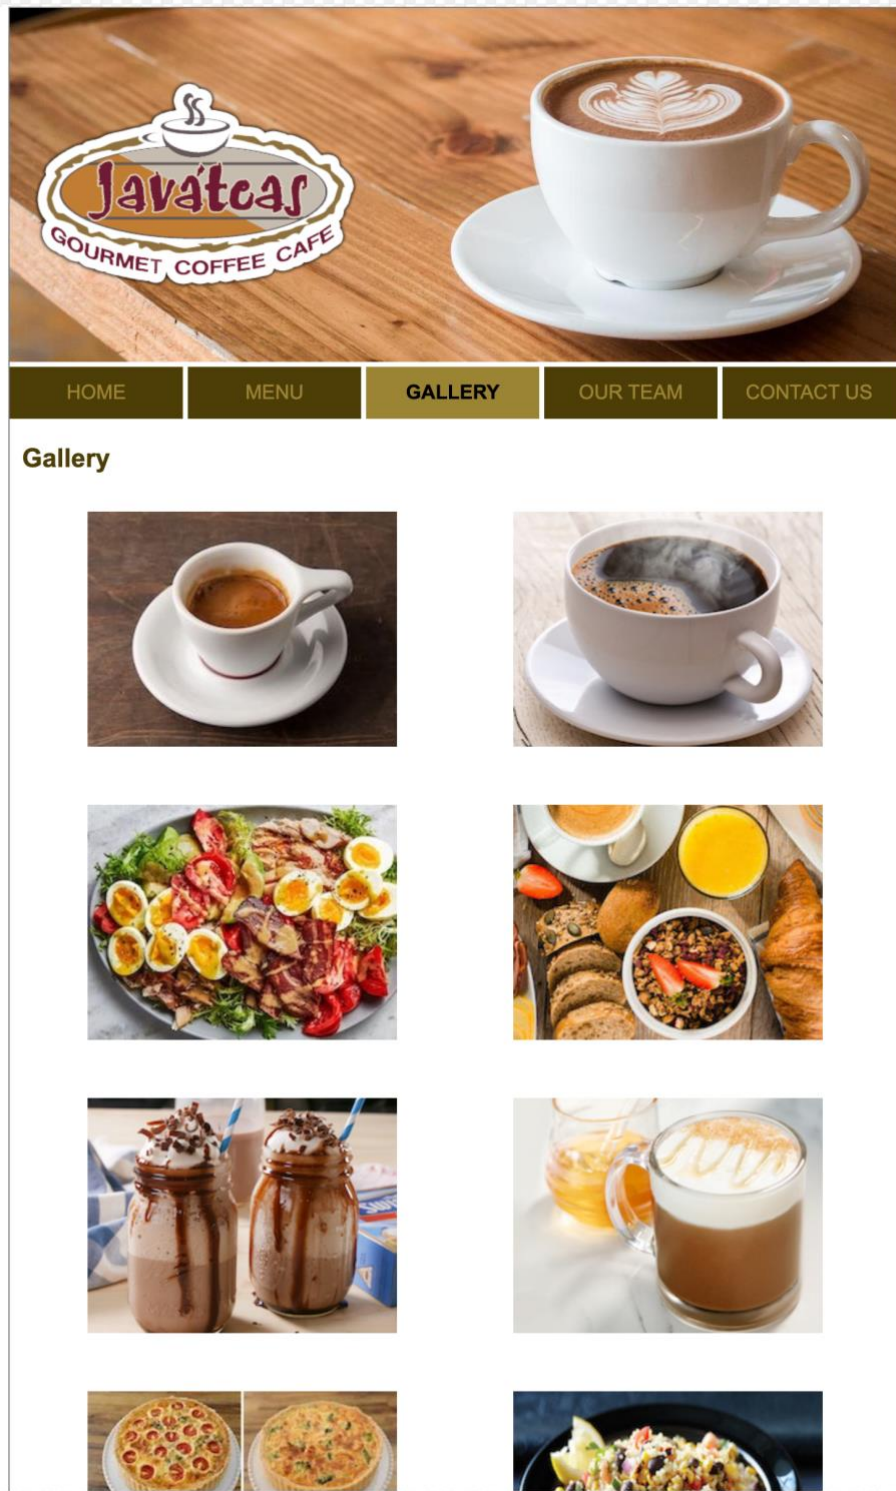 Javáteas
GOURMET COFFEE CAFE
HOME
MENU
GALLERY
OUR TEAM
CONTACT US
Gallery